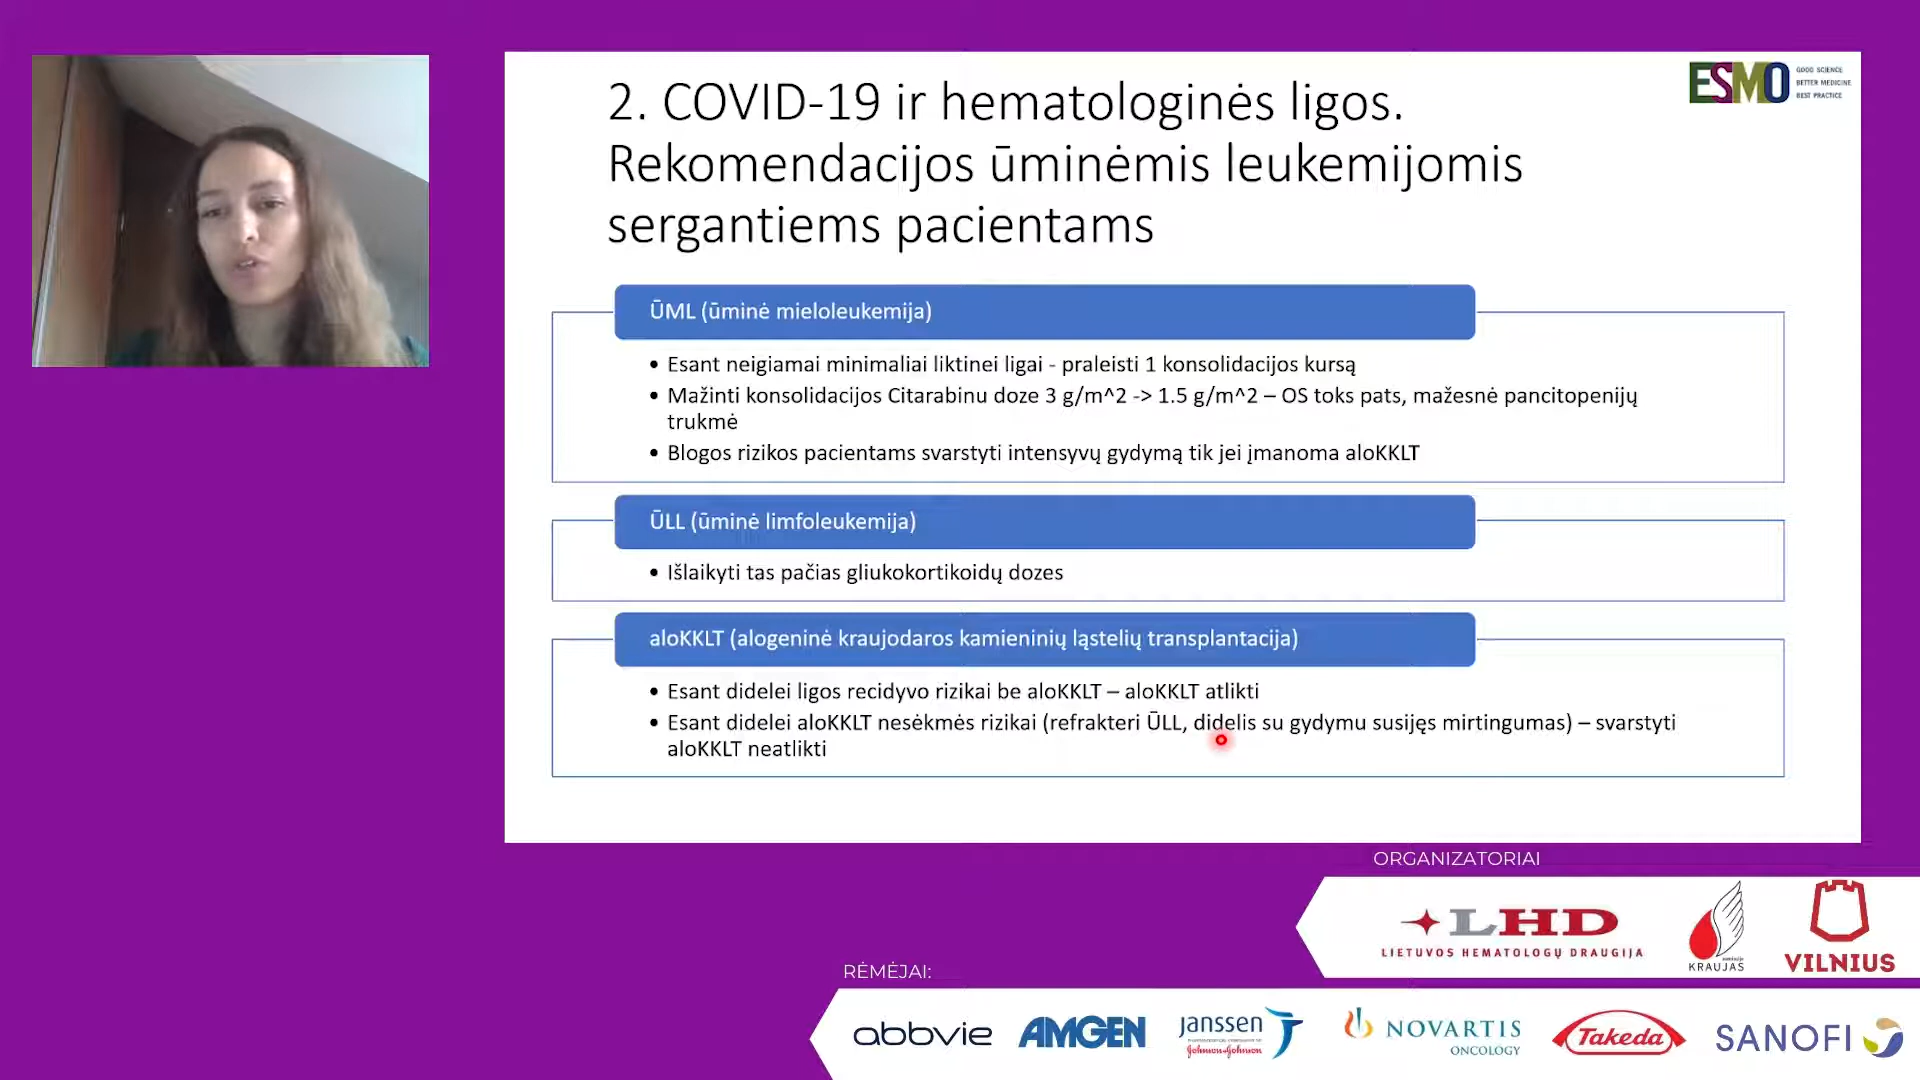 2. COVID-19 ir hematologinės ligos.
Rekomendacijos ūminėmis leukemijomis
sergantiems pacientams
ESMO
GOOD SCIENCE
BETTER MEDICINE
BEST PRACTICE
ŪML (ūminė mieloleukemija)
• Esant neigiamai minimaliai liktinei ligai - praleisti 1 konsolidacijos kursą
• Mažinti konsolidacijos Citarabinu doze 3 g/m^2 -> 1.5 g/m^2 – OS toks pats, mažesnė pancitopenijų
trukmė
• Blogos rizikos pacientams svarstyti intensyvų gydymą tik jei įmanoma aloKKLT
ŪLL (ūminė limfoleukemija)
• Išlaikyti tas pačias gliukokortikoidų dozes
aloKKLT (alogeninė kraujodaros kamieninių ląstelių transplantacija)
• Esant didelei ligos recidyvo rizikai be aloKKLT – aloKKLT atlikti
• Esant didelei aloKKLT nesėkmės rizikai (refrakteri ŪLL, didelis su gydymu susijęs mirtingumas) – svarstyti
aloKKLT neatlikti
ORGANIZATORIAI
LHD
LIETUVOS HEMATOLOGŲ DRAUGIJA
KRAUJAS
VILNIUS
RĖMĖJAI:
abbvie
AMGEN
janssen
Johnson & Johnson
NOVARTIS
ONCOLOGY
Takeda
SANOFI